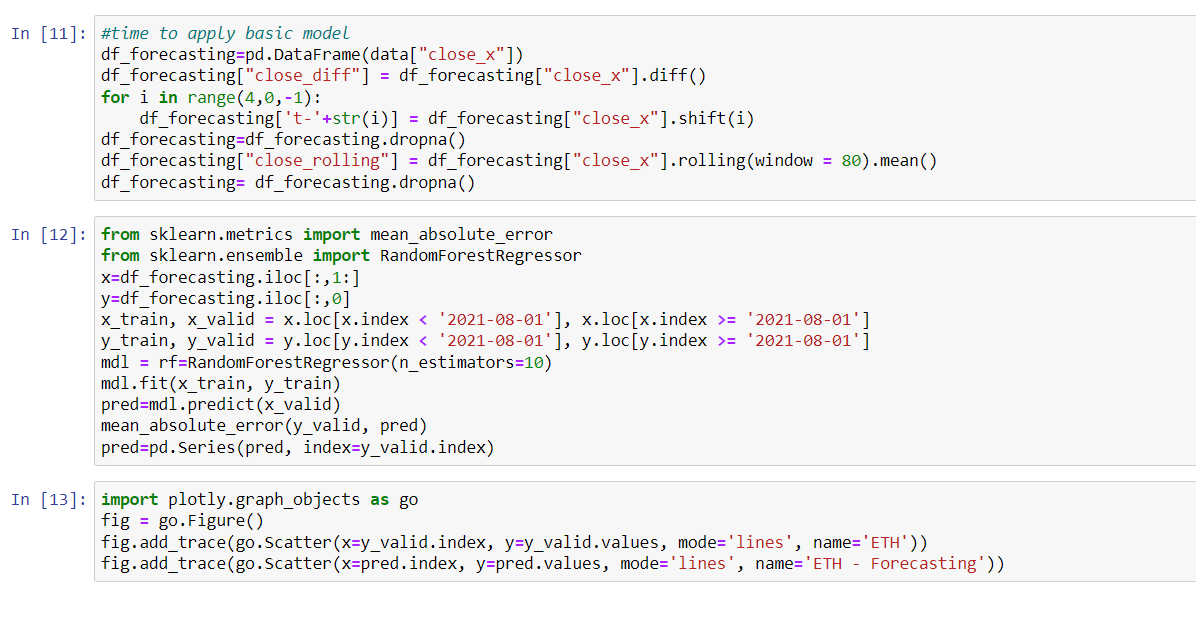 In [11]: #time to apply basic model
df_forecasting=pd.DataFrame(data["close_x"])
df_forecasting["close_diff"] = df_forecasting["close_x"].diff()
for i in range(4,0,-1):
    df_forecasting['t-'+str(i)] = df_forecasting["close_x"].shift(i)
df_forecasting=df_forecasting.dropna()
df_forecasting["close_rolling"] = df_forecasting["close_x"].rolling(window = 80).mean()
df_forecasting= df_forecasting.dropna()
In [12]: from sklearn.metrics import mean_absolute_error
from sklearn.ensemble import RandomForestRegressor
x=df_forecasting.iloc[:,1:]
y=df_forecasting.iloc[:,0]
x_train, x_valid = x.loc[x.index < '2021-08-01'], x.loc[x.index >= '2021-08-01']
y_train, y_valid = y.loc[y.index < '2021-08-01'], y.loc[y.index >= '2021-08-01']
mdl = rf=RandomForestRegressor(n_estimators=10)
mdl.fit(x_train, y_train)
pred=mdl.predict(x_valid)
mean_absolute_error(y_valid, pred)
pred=pd.Series(pred, index=y_valid.index)
In [13]: import plotly.graph_objects as go
fig = go.Figure()
fig.add_trace(go.Scatter(x=y_valid.index, y=y_valid.values, mode='lines', name='ETH'))
fig.add_trace(go.Scatter(x=pred.index, y=pred.values, mode='lines', name='ETH - Forecasting'))